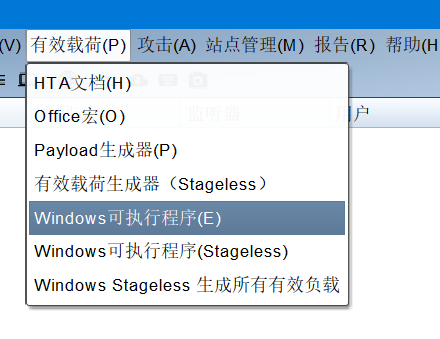 (V) 有效载荷(P) 攻击(A) 站点管理(M) 报告(R) 帮助(H
HTA文档(H)
Office宏(O)
监听器
用户
Payload生成器(P)
有效载荷生成器（Stageless）
Windows可执行程序(E)
Windows可执行程序(Stageless)
Windows Stageless 生成所有有效负载